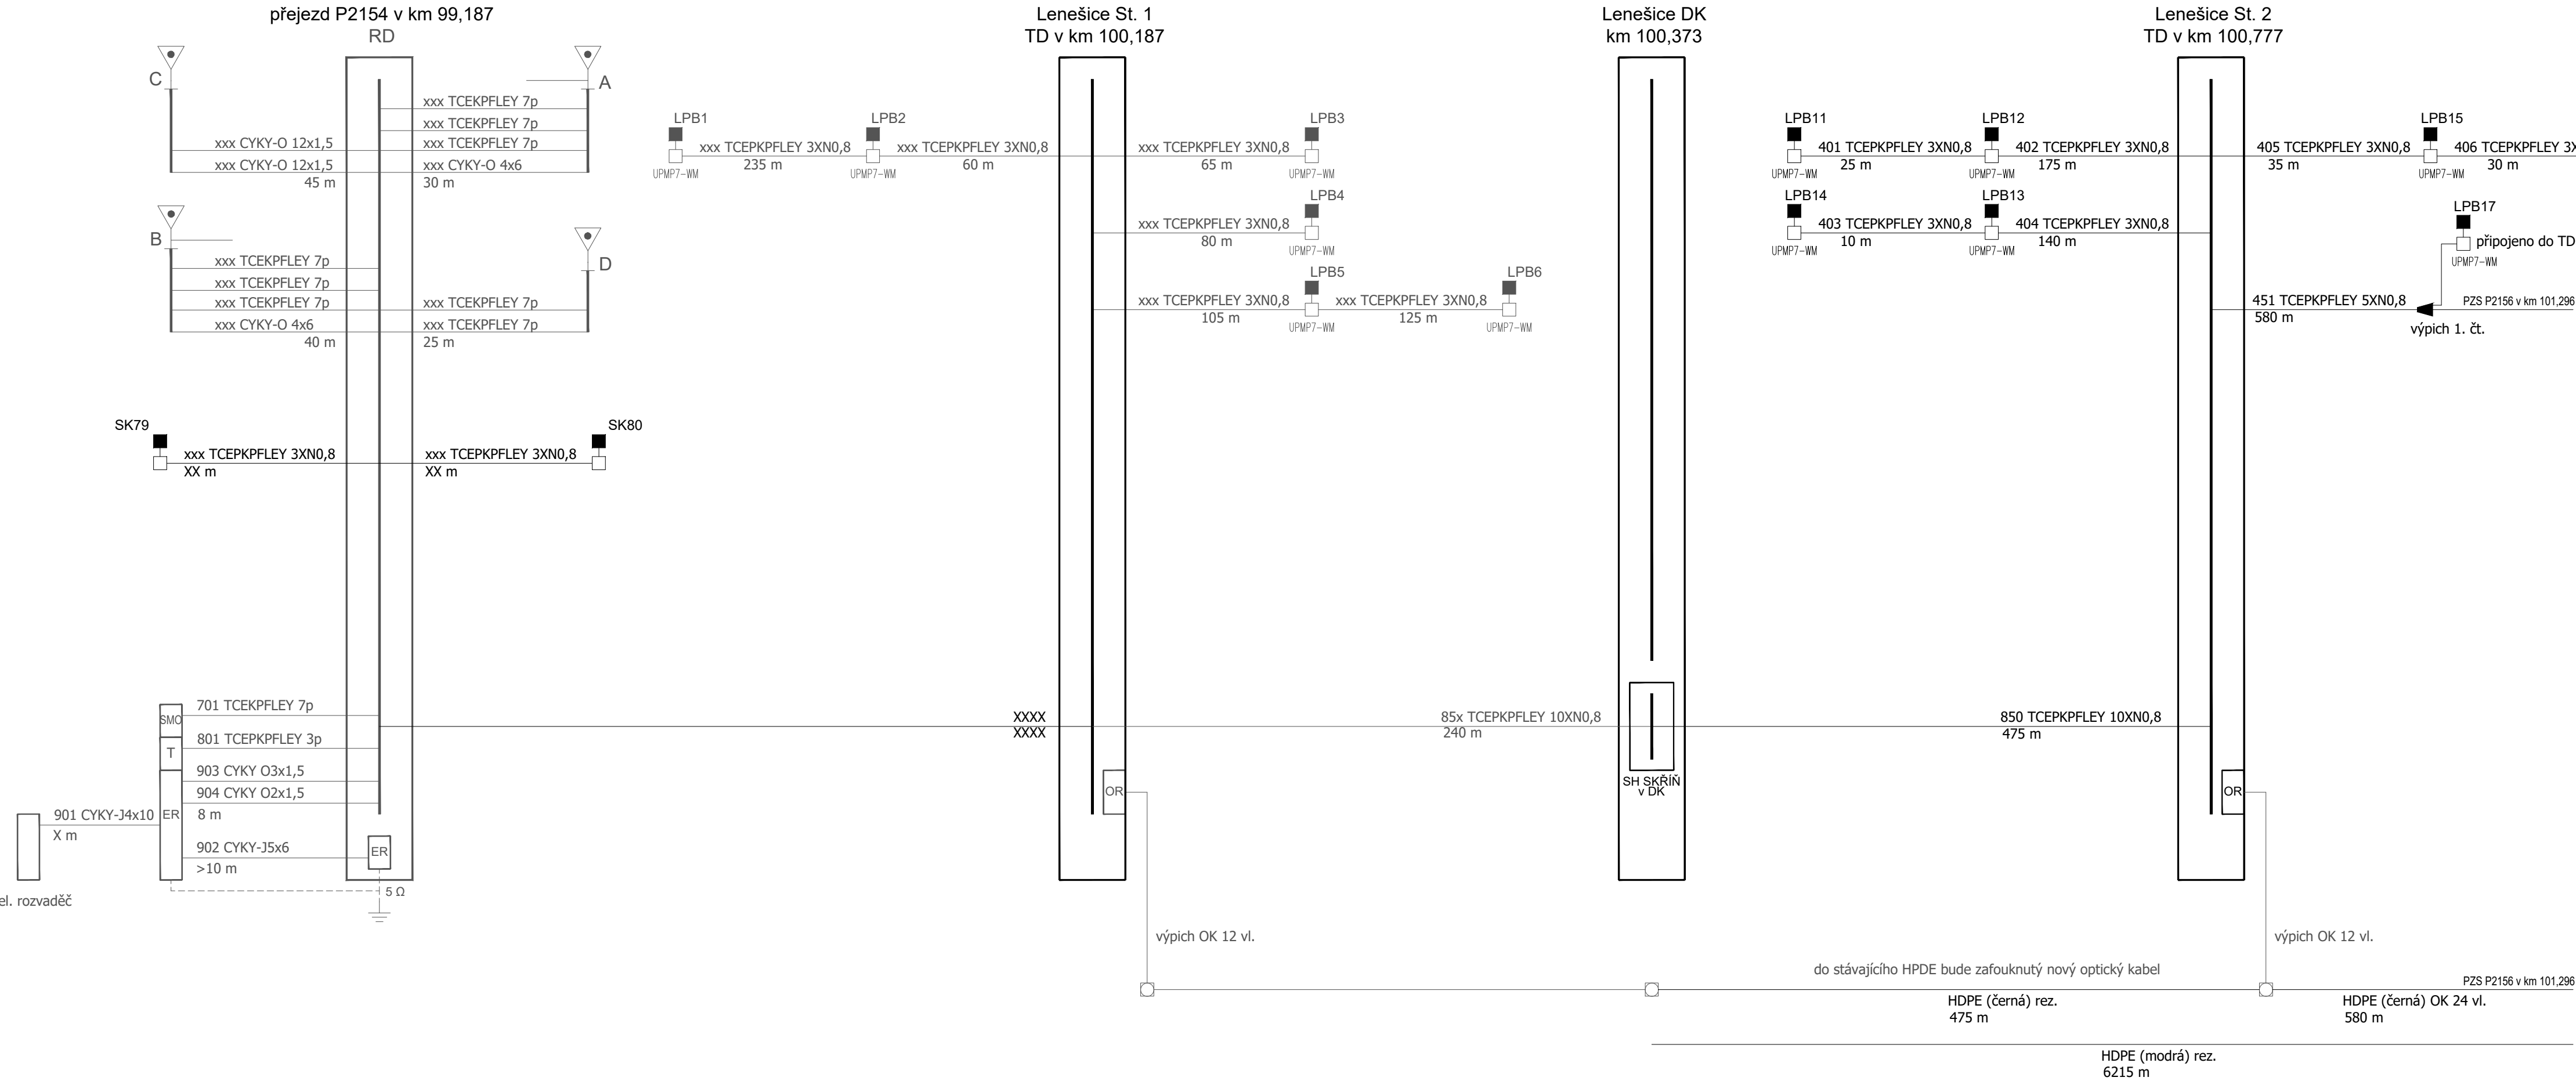 přejezd P2154 v km 99,187
RD
C
A
xxx TCEKPFLEY 7p
xxx TCEKPFLEY 7p
xxx CYKY-O 12x1,5
xxx TCEKPFLEY 7p
xxx CYKY-O 12x1,5
xxx CYKY-O 4x6
45 m
30 m
B
D
xxx TCEKPFLEY 7p
xxx TCEKPFLEY 7p
xxx TCEKPFLEY 7p
xxx TCEKPFLEY 7p
xxx CYKY-O 4x6
xxx TCEKPFLEY 7p
40 m
25 m
SK79
SK80
xxx TCEPKPFLEY 3XN0,8
XX m
xxx TCEPKPFLEY 3XN0,8
XX m
SMO
701 TCEKPFLEY 7p
T
801 TCEPKPFLEY 3p
903 CYKY O3x1,5
904 CYKY O2x1,5
901 CYKY-J4x10
ER
8 m
X m
902 CYKY-J5x6
ER
>10 m
5 Ω
el. rozvaděč
Lenešice St. 1
TD v km 100,187
LPB1
LPB2
LPB3
xxx TCEPKPFLEY 3XN0,8
xxx TCEPKPFLEY 3XN0,8
xxx TCEPKPFLEY 3XN0,8
235 m
60 m
65 m
UPMP7-WM
UPMP7-WM
UPMP7-WM
LPB4
xxx TCEPKPFLEY 3XN0,8
80 m
UPMP7-WM
LPB5
LPB6
xxx TCEPKPFLEY 3XN0,8
xxx TCEPKPFLEY 3XN0,8
105 m
125 m
UPMP7-WM
UPMP7-WM
XXXX
XXXX
85x TCEPKPFLEY 10XN0,8
240 m
OR
výpich OK 12 vl.
Lenešice DK
km 100,373
SH SKŘÍŇ
v DK
Lenešice St. 2
TD v km 100,777
LPB11
LPB12
LPB15
401 TCEPKPFLEY 3XN0,8
402 TCEPKPFLEY 3XN0,8
405 TCEPKPFLEY 3XN0,8
406 TCEPKPFLEY 3X
25 m
175 m
35 m
30 m
UPMP7-WM
UPMP7-WM
UPMP7-WM
LPB14
LPB13
LPB17
403 TCEPKPFLEY 3XN0,8
404 TCEPKPFLEY 3XN0,8
10 m
140 m
připojeno do TD
UPMP7-WM
UPMP7-WM
UPMP7-WM
451 TCEPKPFLEY 5XN0,8
PZS P2156 v km 101,296
580 m
výpich 1. čt.
850 TCEPKPFLEY 10XN0,8
475 m
OR
výpich OK 12 vl.
do stávajícího HPDE bude zafouknutý nový optický kabel
PZS P2156 v km 101,296
HDPE (černá) rez.
475 m
HDPE (černá) OK 24 vl.
580 m
HDPE (modrá) rez.
6215 m